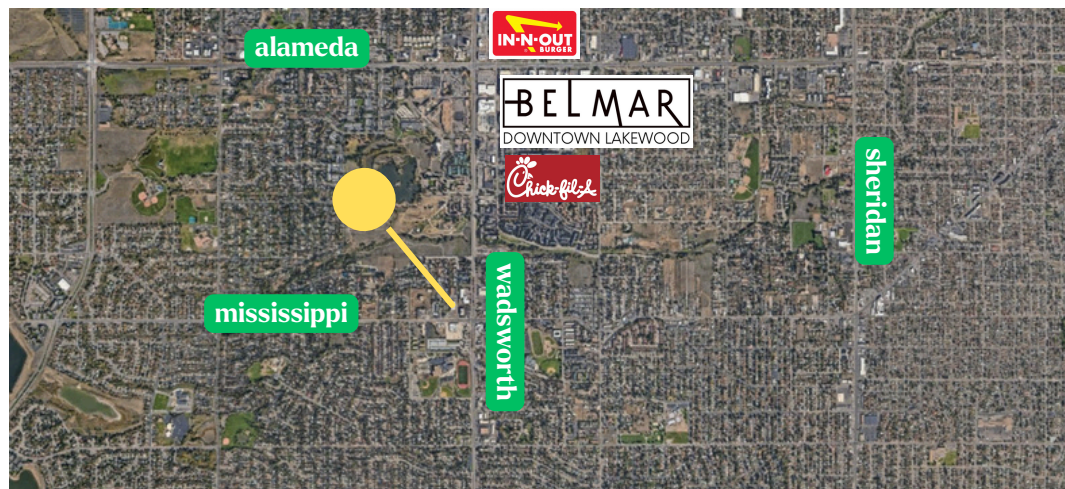 IN-N-OUT
BURGER
alameda
BELMAR
DOWNTOWN LAKEWOOD
Chick-fil-A
sheridan
wadsworth
mississippi